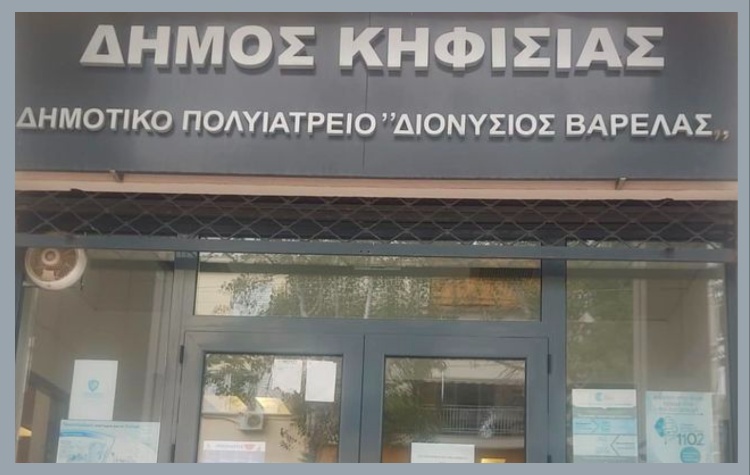 ΔΗΜΟΣ ΚΗΦΙΣΙΑΣ
ΔΗΜΟΤΙΚΟ ΠΟΛΥΙΑΤΡΕΙΟ ’’ΔΙΟΝΥΣΙΟΣ ΒΑΡΕΛΑΣ,,
1102